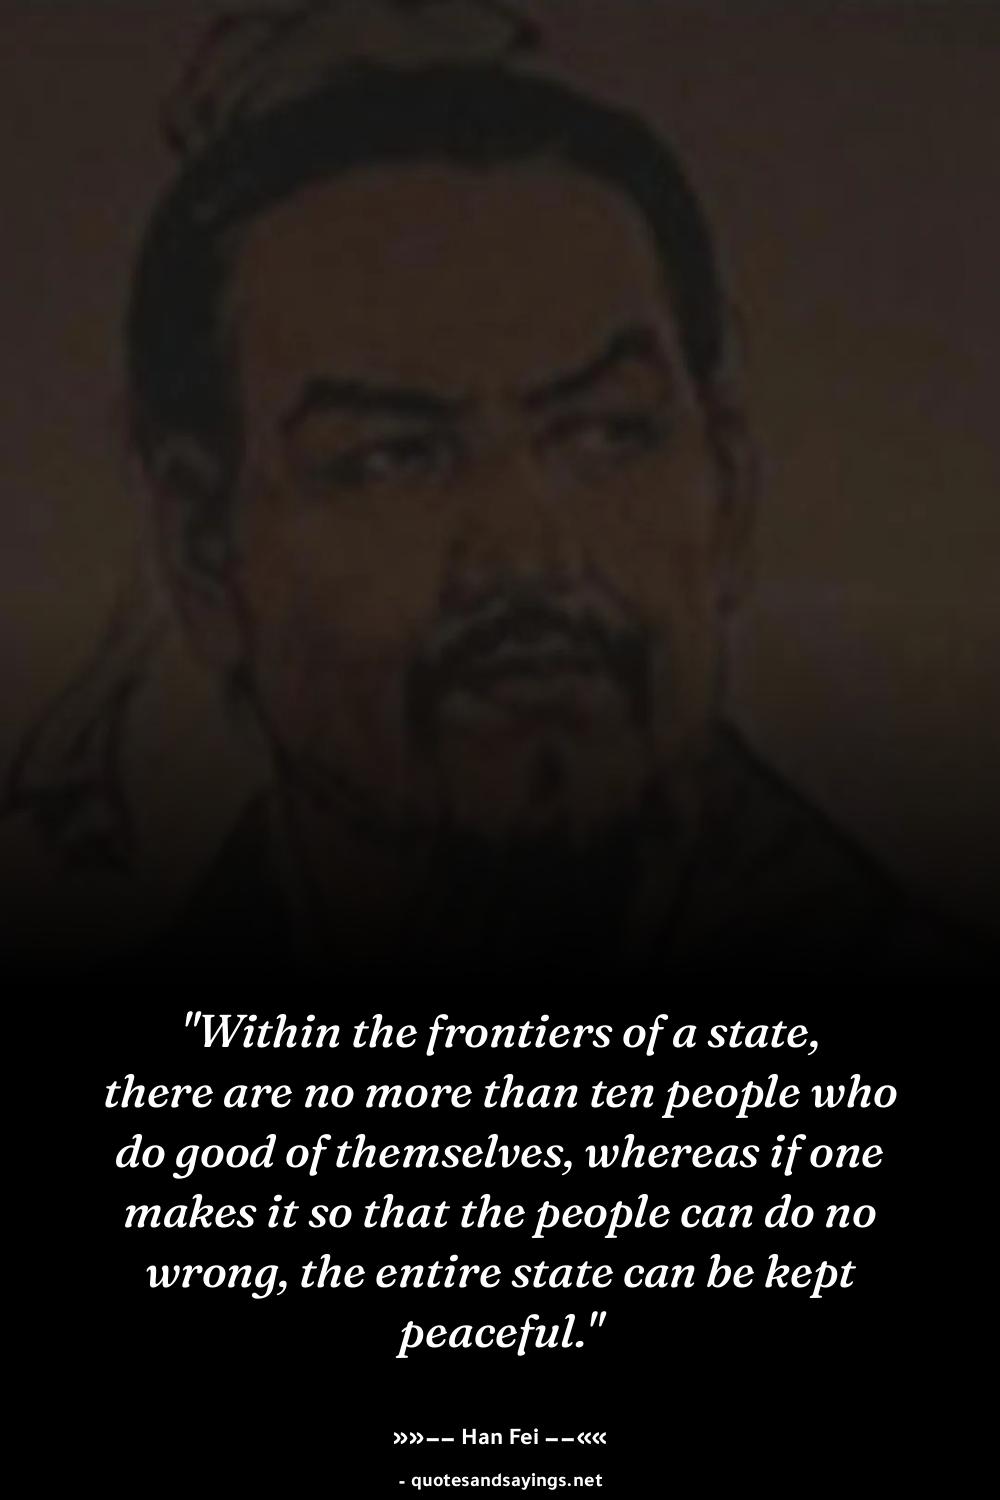 "Within the frontiers of a state,
there are no more than ten people who
do good of themselves, whereas if one
makes it so that the people can do no
wrong, the entire state can be kept
peaceful."
»»−− Han Fei −−««
- quotesandsayings.net